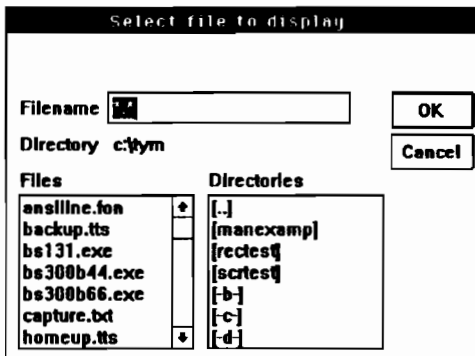 Select file to display
Filename *.*
Directory c:\tym
OK
Cancel
Files
ansiline.fon
backup.tts
bs131.exe
bs300b44.exe
bs300b66.exe
capture.txt
homeup.tts
Directories
[..]
[manexamp]
[rectest]
[scrtest]
[-b-]
[-c-]
[-d-]